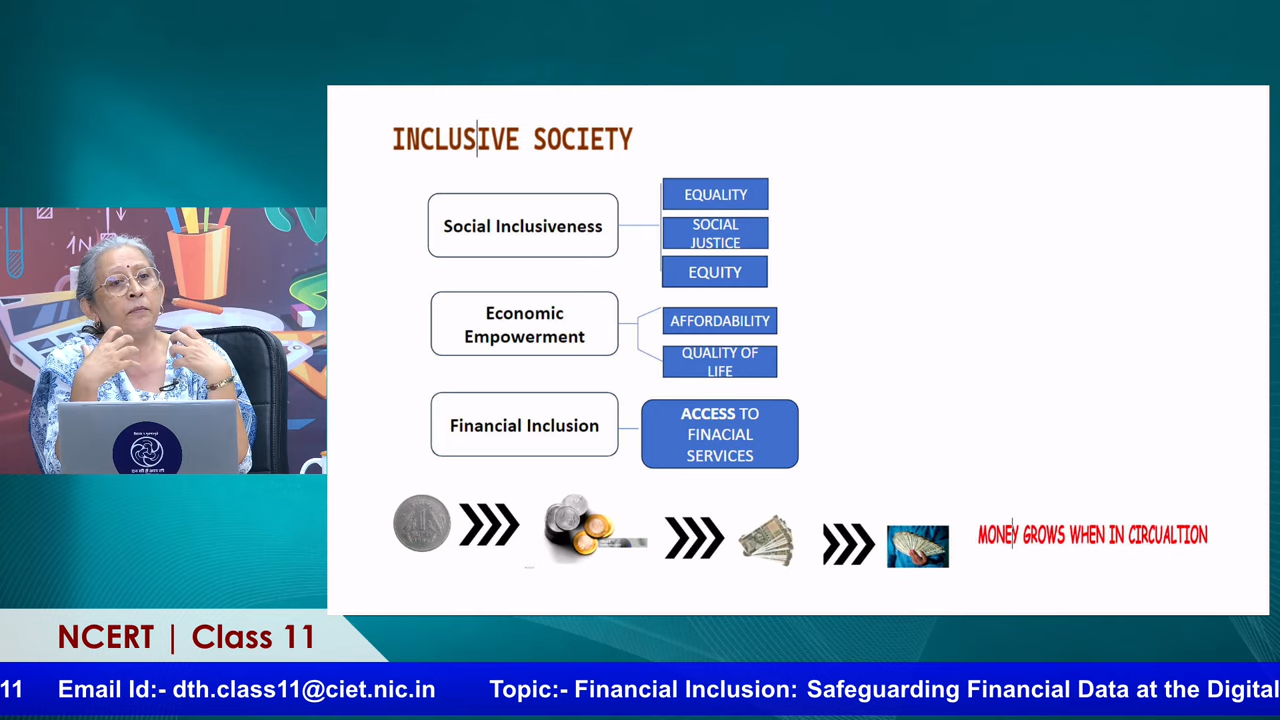 INCLUSIVE SOCIETY
Social Inclusiveness
EQUALITY
SOCIAL
JUSTICE
EQUITY
Economic
Empowerment
AFFORDABILITY
QUALITY OF
LIFE
Financial Inclusion
ACCESS TO
FINACIAL
SERVICES
MONEY GROWS WHEN IN CIRCUALTION
NCERT | Class 11
11 Email Id:- dth.class11@ciet.nic.in Topic:- Financial Inclusion: Safeguarding Financial Data at the Digital